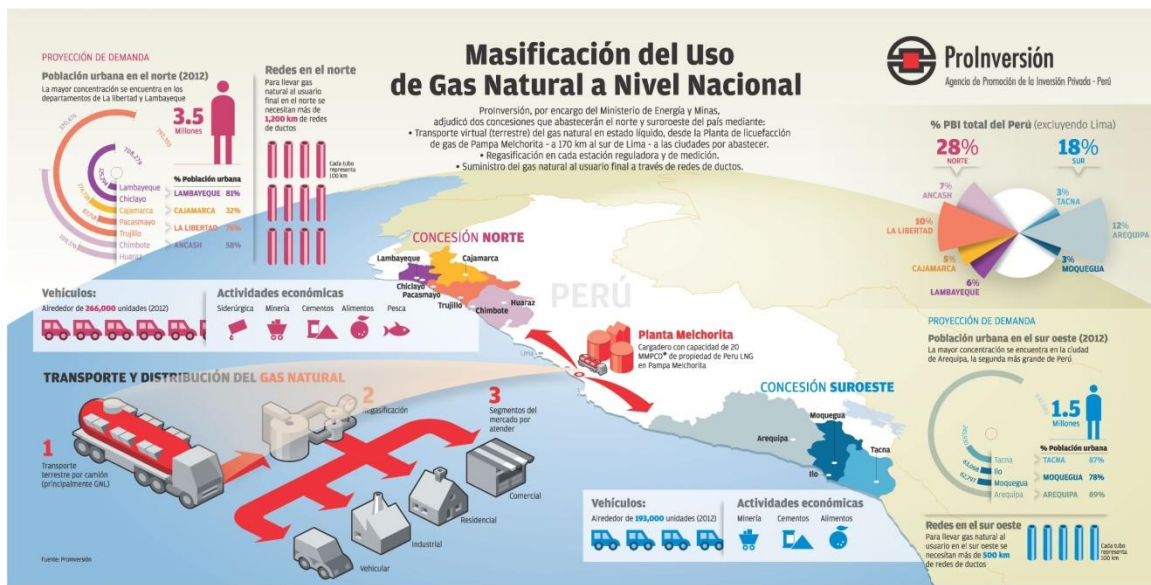 PROYECCIÓN DE DEMANDA
Población urbana en el norte (2012)
La mayor concentración se encuentra en los
departamentos de La libertad y Lambayeque
3.5
Millones
% Población urbana
Lambayeque
Chiclayo
Cajamarca
Pacasmayo
Trujillo
Chimbote
Huaraz
LAMBAYEQUE 81%
CAJAMARCA 32%
LA LIBERTAD
ANCASH 58%
Redes en el norte
Para llevar gas
natural al usuario
final en el norte se
necesitan más de
1,200 km de redes
de ductos
Cada tubo
representa
100 km
Masificación del Uso
de Gas Natural a Nivel Nacional
ProInversión, por encargo del Ministerio de Energía y Minas,
adjudicó dos concesiones que abastecerán el norte y suroroeste del país mediante:
• Transporte virtual (terrestre) del gas natural en estado líquido, desde la Planta de licuefacción
de gas de Pampa Melchorita - a 170 km al sur de Lima - a las ciudades por abastecer.
• Regasificación en cada estación reguladora y de medición.
• Suministro del gas natural al usuario final a través de redes de ductos.
ProInversión
Agencia de Promoción de la Inversión Privada - Perú
% PBI total del Perú (excluyendo Lima)
28%
NORTE
18%
SUR
7%
ANCASH
10%
LA LIBERTAD
5%
CAJAMARCA
6%
LAMBAYEQUE
3%
TACNA
12%
AREQUIPA
3%
MOQUEGUA
Vehículos:
Alrededor de 266,000 unidades (2012)
Actividades económicas
Siderúrgica Minería Cementos Alimentos Pesca
CONCESIÓN NORTE
Lambayeque
Cajamarca
Chiclayo
Pacasmayo
Trujillo
Chimbote
Huaraz
PERÚ
Lima
Planta Melchorita
Cargadero con capacidad de 20
MMPCD* de propiedad de Peru LNG
en Pampa Melchorita
CONCESIÓN SUROESTE
Moquegua
Arequipa
Tacna
Ilo
TRANSPORTE Y DISTRIBUCIÓN DEL GAS NATURAL
1
Transporte
terrestre por camión
(principalmente GNL)
2
Regasificación
3
Segmentos del
mercado por
atender
Comercial
Residencial
Industrial
Vehicular
Fuente: ProInversión
Vehículos:
Alrededor de 193,000 unidades (2012)
Actividades económicas
Minería Cementos Alimentos
PROYECCIÓN DE DEMANDA
Población urbana en el sur oeste (2012)
La mayor concentración se encuentra en la ciudad
de Arequipa, la segunda más grande de Perú
1.5
Millones
% Población urbana
Tacna
Ilo
Moquegua
Arequipa
TACNA 87%
MOQUEGUA 78%
AREQUIPA 89%
Redes en el sur oeste
Para llevar gas natural al
usuario en el sur oeste se
necesitan más de 500 km
de redes de ductos
Cada tubo
representa
100 km